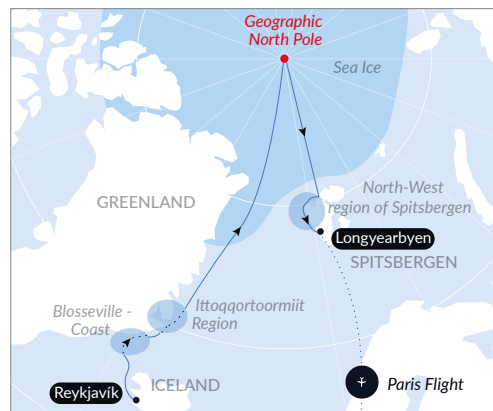 Geographic
North Pole
Sea Ice
GREENLAND
North-West
region of Spitsbergen
Longyearbyen
SPITSBERGEN
Blosseville -
Coast
Ittoqqortoormiit
Region
Reykjavík
ICELAND
Paris Flight